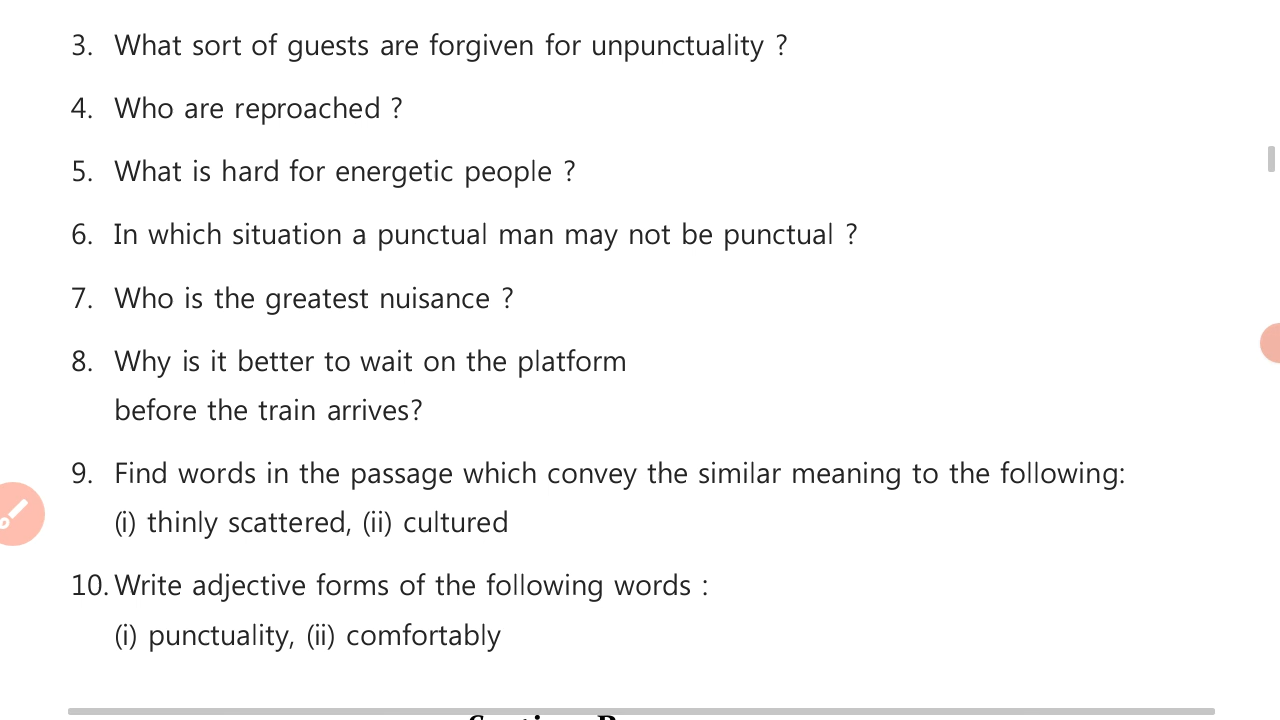 3. What sort of guests are forgiven for unpunctuality ?
4. Who are reproached ?
5. What is hard for energetic people ?
6. In which situation a punctual man may not be punctual ?
7. Who is the greatest nuisance ?
8. Why is it better to wait on the platform
before the train arrives?
9. Find words in the passage which convey the similar meaning to the following:
(i) thinly scattered, (ii) cultured
10. Write adjective forms of the following words :
(i) punctuality, (ii) comfortably